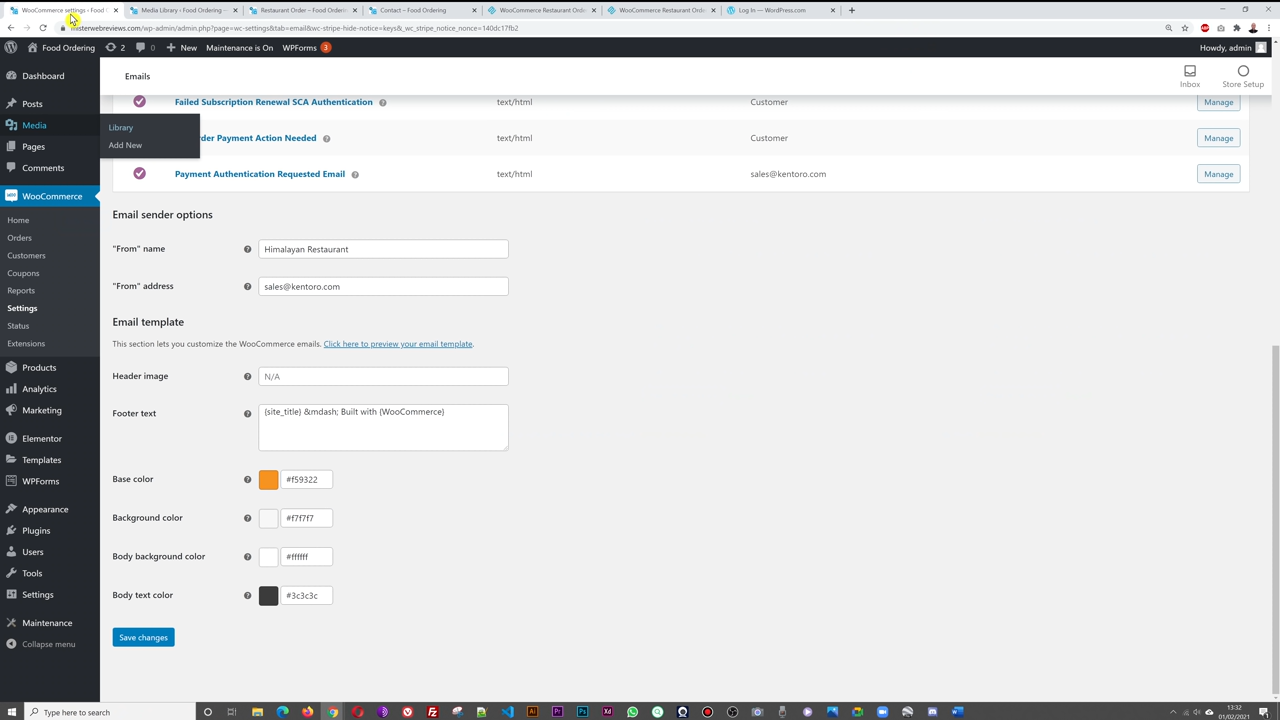 WooCommerce settings ‹ Food O
Media Library ‹ Food Ordering —
Restaurant Order – Food Ordering
Contact – Food Ordering
WooCommerce Restaurant Orde
WooCommerce Restaurant Orde
Log In — WordPress.com
misterwebreviews.com/wp-admin/admin.php?page=wc-settings&tab=email&wc-stripe-hide-notice=keys&_wc_stripe_notice_nonce=140dc17fb2
Food Ordering
2
0
New
Maintenance is On
WPForms
3
Howdy, admin
Dashboard
Posts
Media
Pages
Comments
WooCommerce
Home
Orders
Customers
Coupons
Reports
Settings
Status
Extensions
Products
Analytics
Marketing
Elementor
Templates
WPForms
Appearance
Plugins
Users
Tools
Settings
Maintenance
Collapse menu
Library
Add New
Emails
Inbox
Store Setup
Failed Subscription Renewal SCA Authentication text/html Customer Manage
Payment Action Needed text/html Customer Manage
Payment Authentication Requested Email text/html sales@kentoro.com Manage
Email sender options
"From" name Himalayan Restaurant
"From" address sales@kentoro.com
Email template
This section lets you customize the WooCommerce emails. Click here to preview your email template.
Header image N/A
Footer text {site_title} &mdash; Built with {WooCommerce}
Base color #f59322
Background color #f7f7f7
Body background color #ffffff
Body text color #3c3c3c
Save changes
Type here to search
13:32
01/02/2021